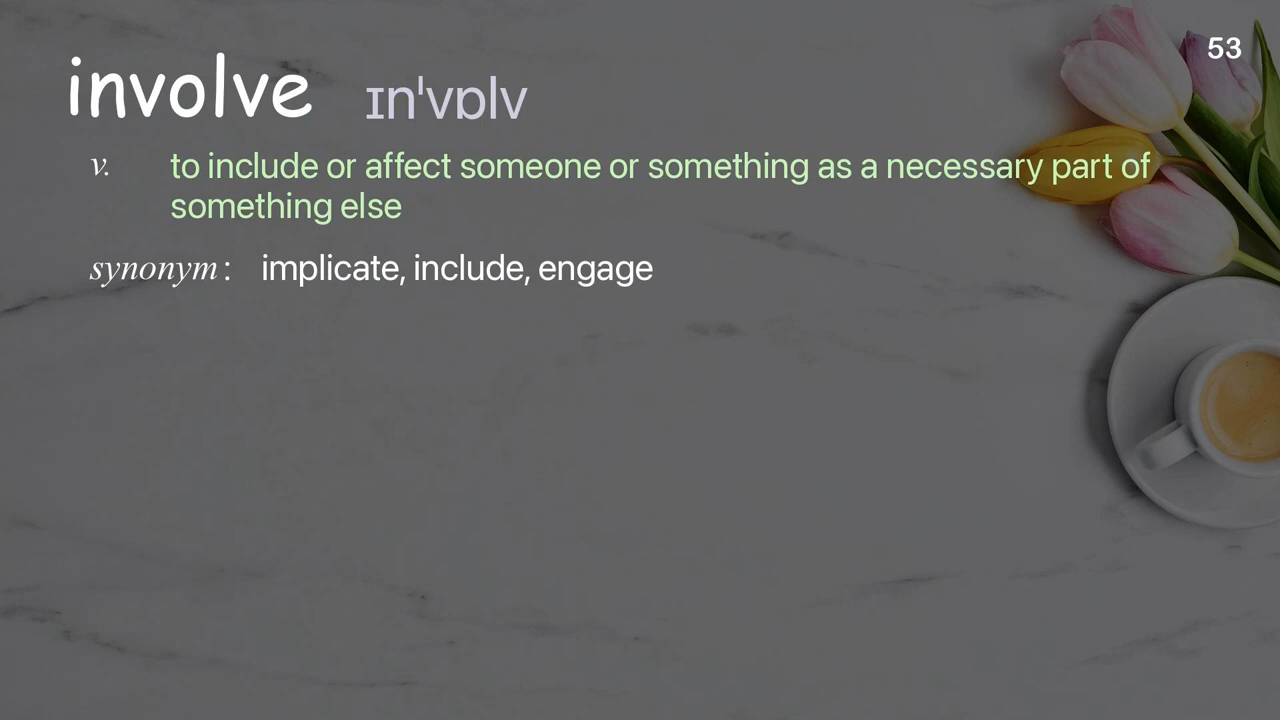 53
involve ɪnˈvɒlv
v. to include or affect someone or something as a necessary part of
something else
synonym: implicate, include, engage